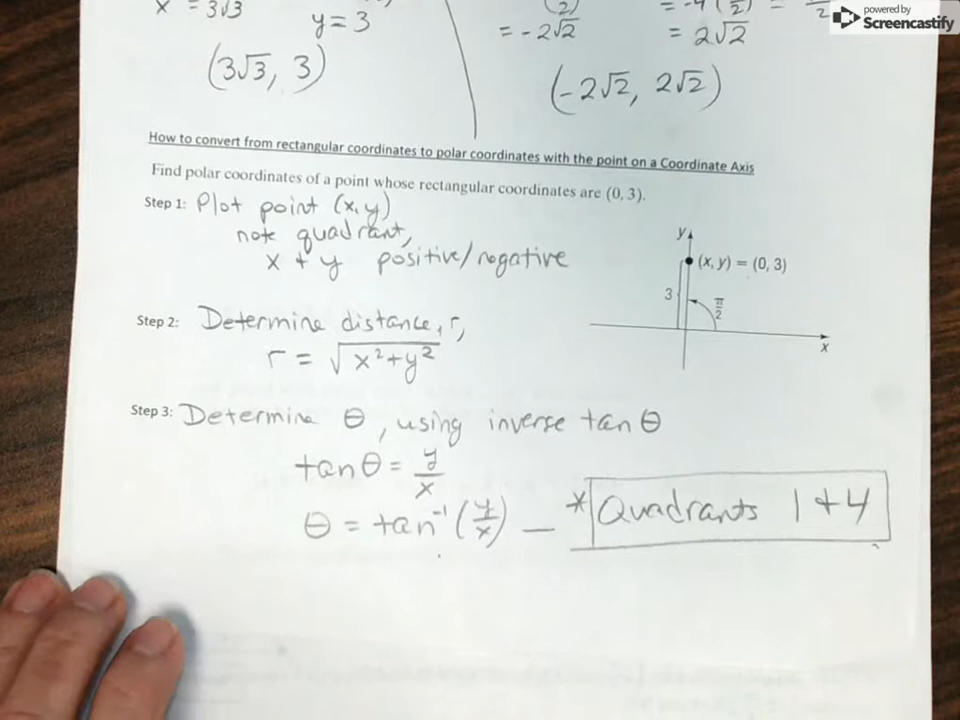 powered by
Screencastify
x = 3√3
y = 3
(3√3, 3)
= -2√2
= 2√2
(-2√2, 2√2)
How to convert from rectangular coordinates to polar coordinates with the point on a Coordinate Axis
Find polar coordinates of a point whose rectangular coordinates are (0, 3).
Step 1: Plot point (x,y)
note quadrant,
x + y positive/negative
y
(x, y) = (0, 3)
3
π/2
x
Step 2: Determine distance, r,
r = √x²+y²
Step 3: Determine θ, using inverse tan θ
tanθ = y/x
θ = tan⁻¹(y/x) — *Quadrants 1+4